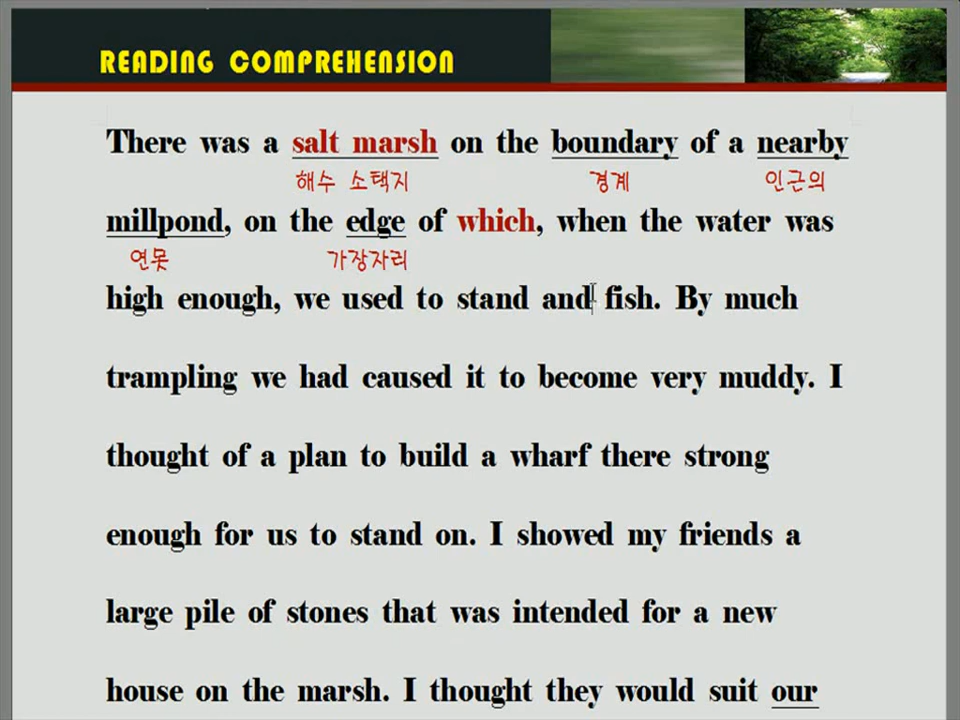 READING COMPREHENSION
There was a salt marsh on the boundary of a nearby
해수 소택지 경계 인근의
millpond, on the edge of which, when the water was
연못 가장자리
high enough, we used to stand and fish. By much
trampling we had caused it to become very muddy. I
thought of a plan to build a wharf there strong
enough for us to stand on. I showed my friends a
large pile of stones that was intended for a new
house on the marsh. I thought they would suit our